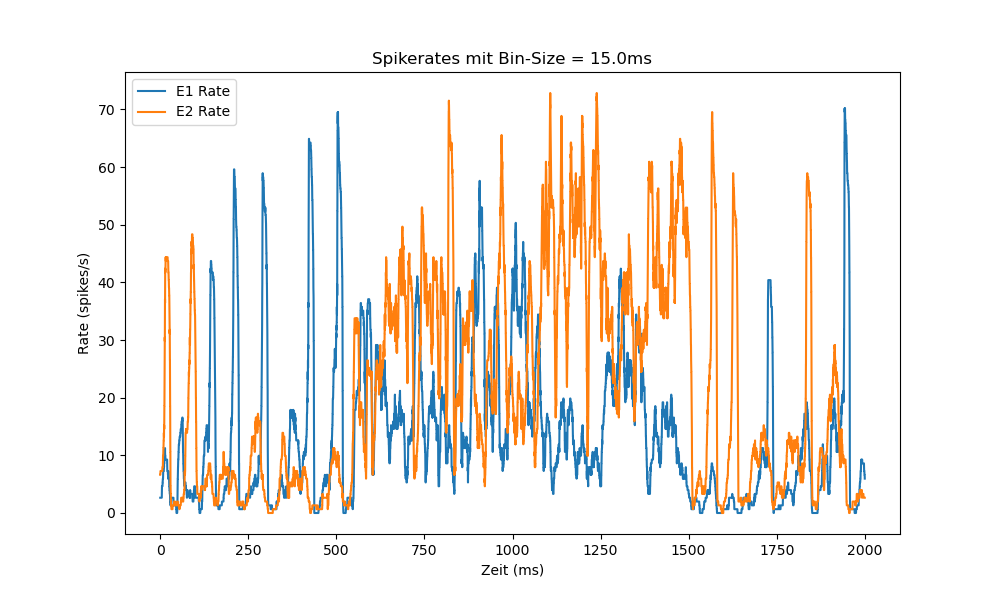 Spikerates mit Bin-Size = 15.0ms
E1 Rate
E2 Rate
Rate (spikes/s)
70
60
50
40
30
20
10
0
0 250 500 750 1000 1250 1500 1750 2000
Zeit (ms)